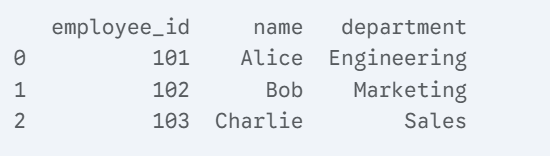 employee_id name department
0 101 Alice Engineering
1 102 Bob Marketing
2 103 Charlie Sales